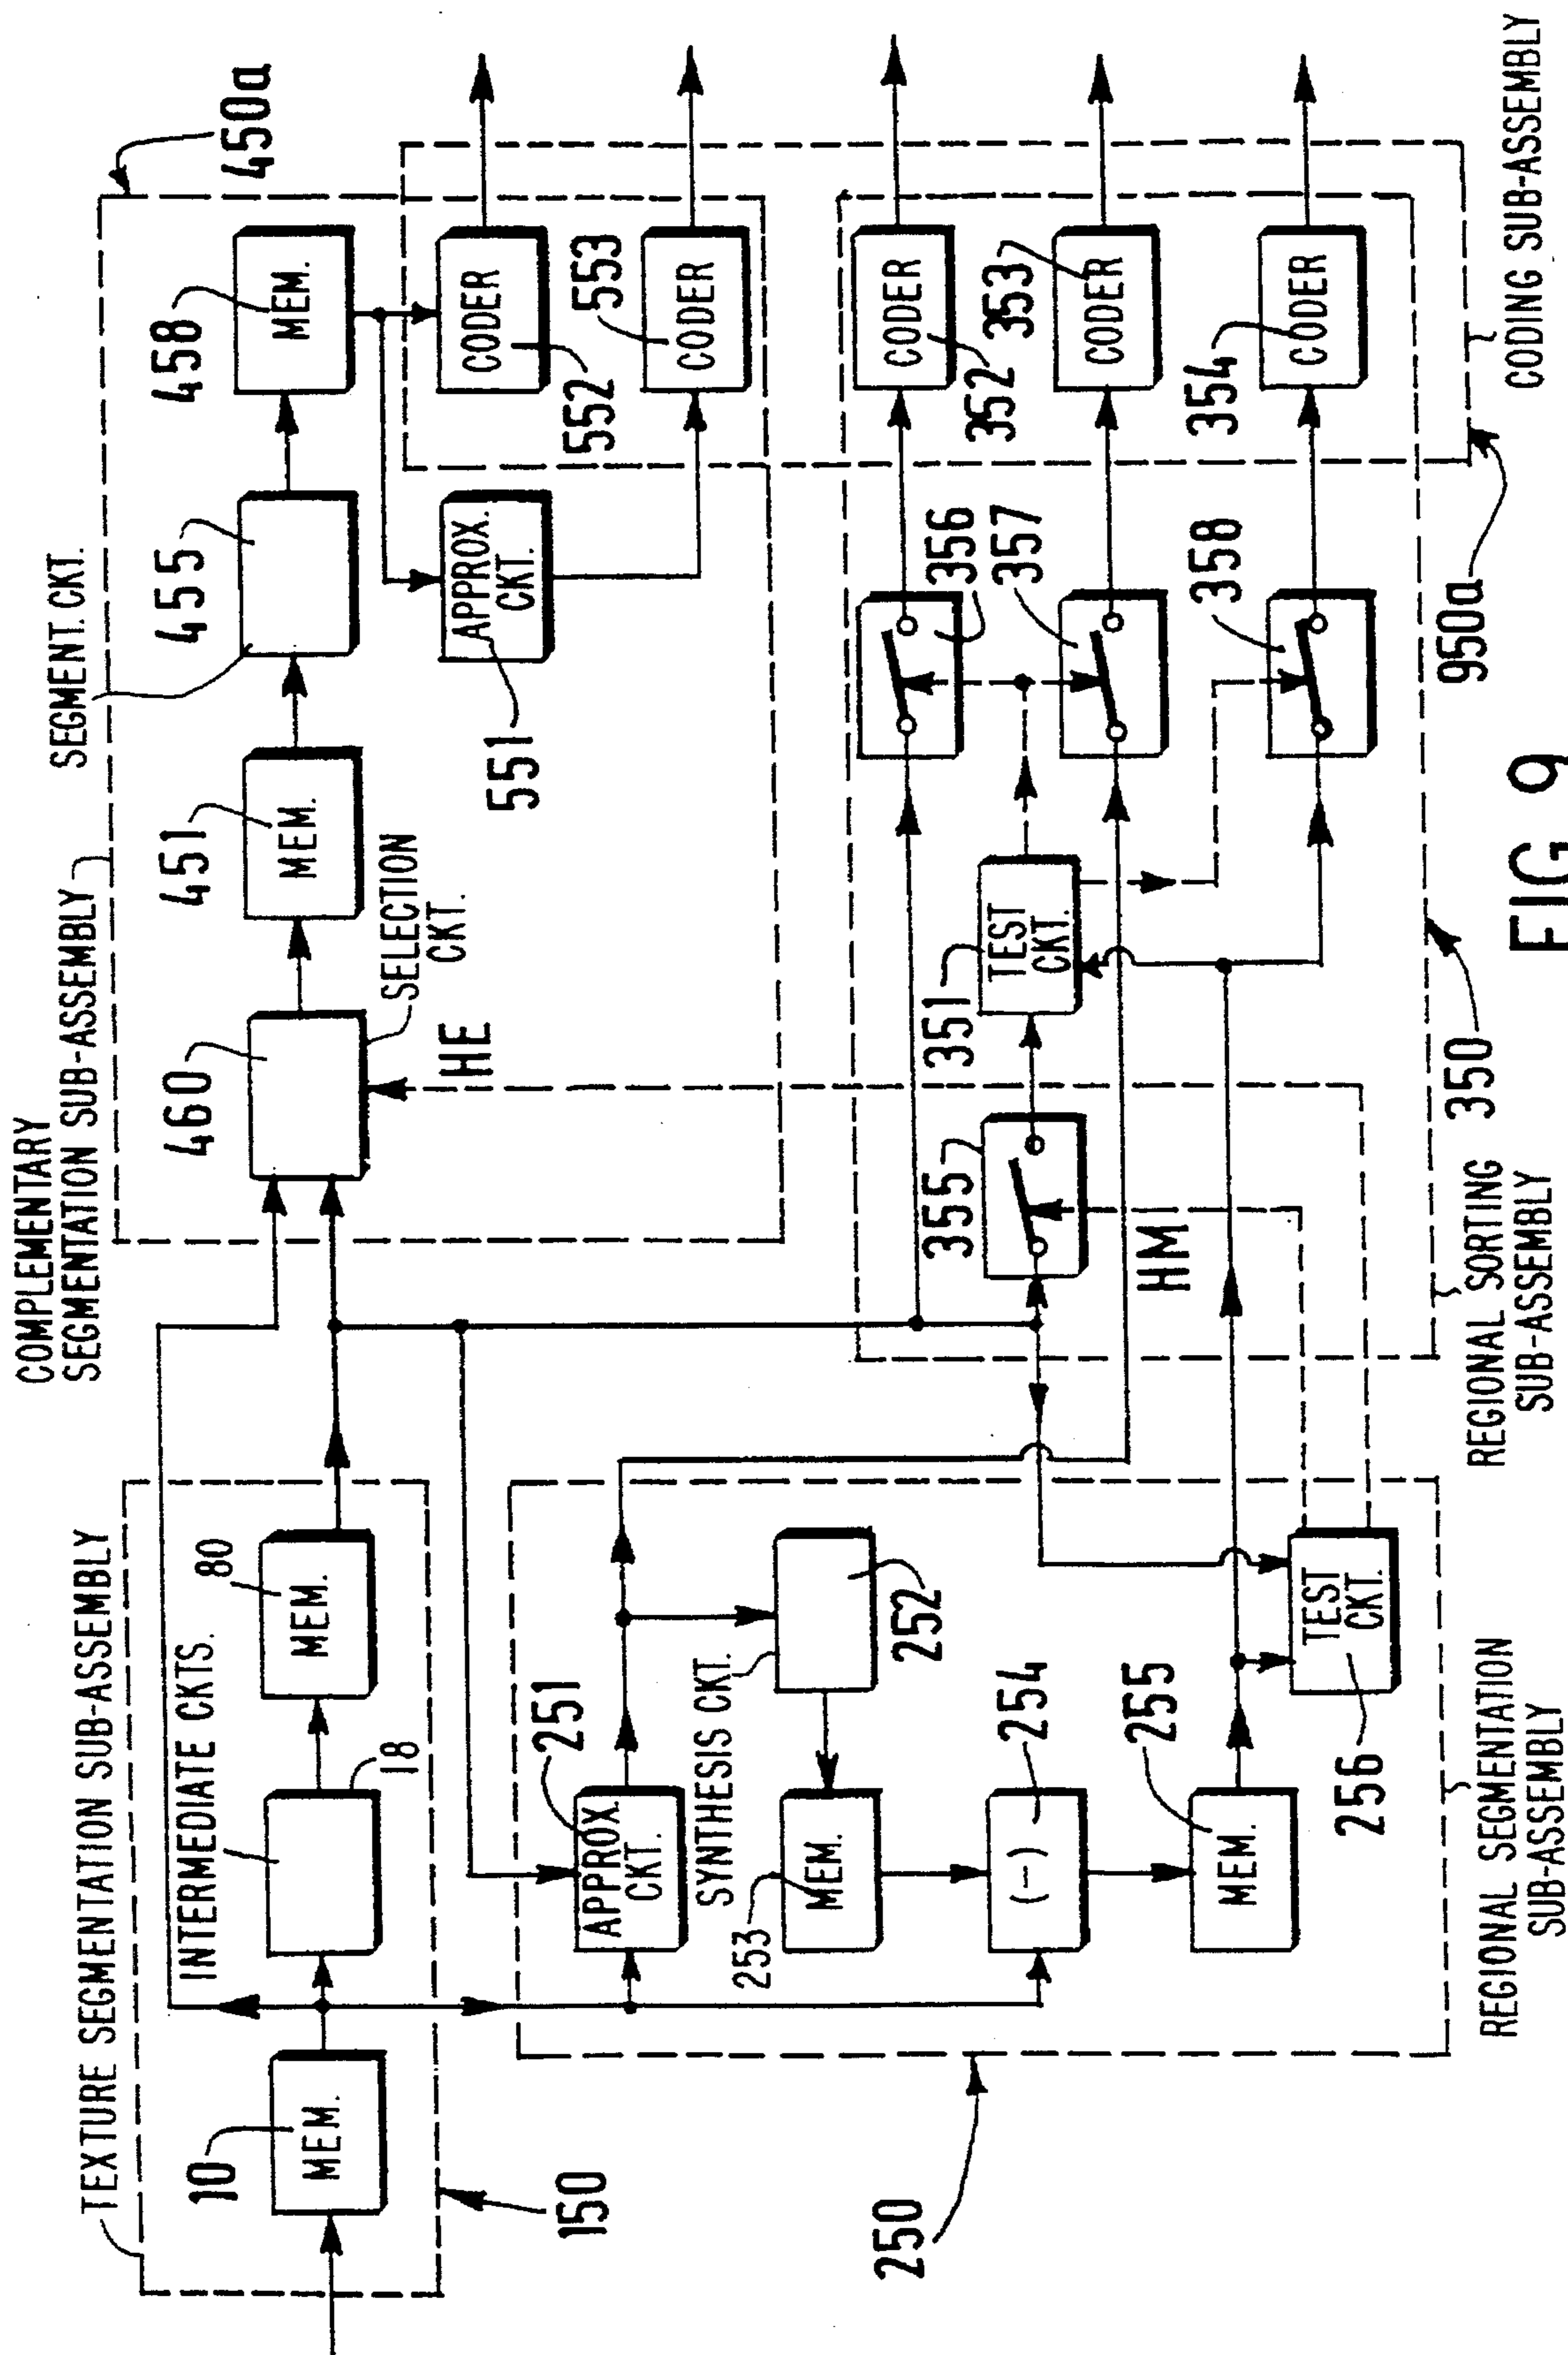 COMPLEMENTARY
SEGMENTATION SUB-ASSEMBLY
SEGMENT. CKT.
450a
TEXTURE SEGMENTATION SUB-ASSEMBLY
10
MEM.
INTERMEDIATE CKTS.
18
80
MEM.
150
460
SELECTION
CKT.
HE
451
MEM.
455
458
MEM.
551
APPROX.
CKT.
552
CODER
553
CODER
251
APPROX.
CKT.
SYNTHESIS CKT.
252
253
MEM.
254
(-)
255
MEM.
256
TEST
CKT.
250
REGIONAL SEGMENTATION
SUB-ASSEMBLY
355
HM
351
TEST
CKT.
356
357
358
352
CODER
353
CODER
354
CODER
350
REGIONAL SORTING
SUB-ASSEMBLY
950a
CODING SUB-ASSEMBLY
FIG 9